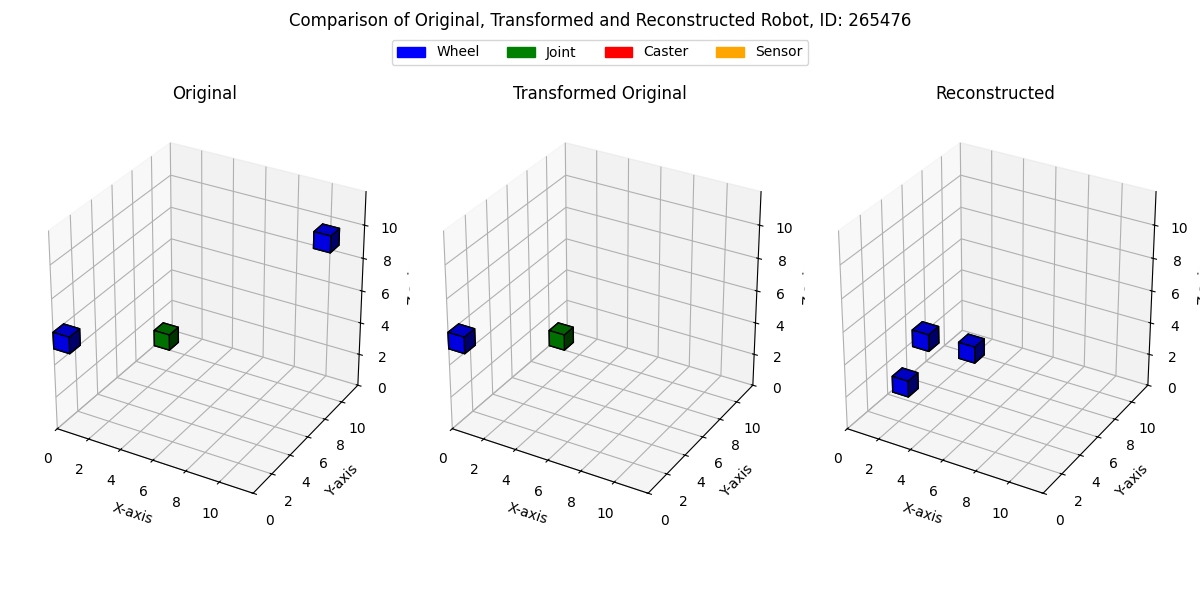 Comparison of Original, Transformed and Reconstructed Robot, ID: 265476
Wheel Joint Caster Sensor
Original Transformed Original Reconstructed
10 10 10
8 8 8
6 6 6
4 4 4
2 2 2
0 0 0
10 10 10
8 8 8
6 6 6
4 4 4
2 2 2
0 0 0
0 2 4 6 8 10 0 2 4 6 8 10 0 2 4 6 8 10
X-axis Y-axis X-axis Y-axis X-axis Y-axis